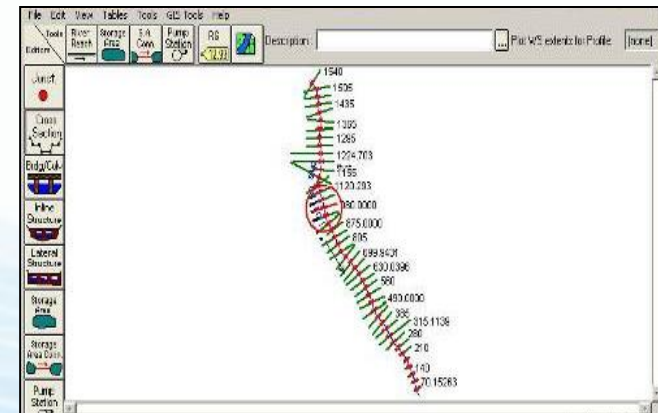 File Edit View Tables Tools GIS Tools Help
Tools
Editors
River Reach
Storage Area
S.A. Conn.
Pump Station
RS
Description:
...
Plot WS extents for Profile:
(none)
Junct.
Cross Section
Brdg/Culv
Inline Structure
Lateral Structure
Storage Area
Storage Area Conn.
Pump Station
1540
1505
1435
1365
1295
1224.703
1155
1120.293
980.0000
875.0000
805
699.9431
630.0396
560
490.0000
385
315.1139
280
210
140
70.15263